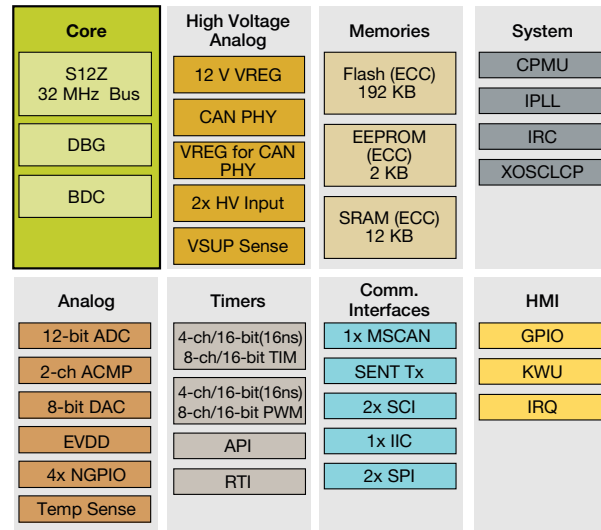 Core
S12Z
32 MHz Bus
DBG
BDC
High Voltage
Analog
12 V VREG
CAN PHY
VREG for CAN
PHY
2x HV Input
VSUP Sense
Memories
Flash (ECC)
192 KB
EEPROM
(ECC)
2 KB
SRAM (ECC)
12 KB
System
CPMU
IPLL
IRC
XOSCLCP
Analog
12-bit ADC
2-ch ACMP
8-bit DAC
EVDD
4x NGPIO
Temp Sense
Timers
4-ch/16-bit(16ns)
8-ch/16-bit TIM
4-ch/16-bit(16ns)
8-ch/16-bit PWM
API
RTI
Comm.
Interfaces
1x MSCAN
SENT Tx
2x SCI
1x IIC
2x SPI
HMI
GPIO
KWU
IRQ